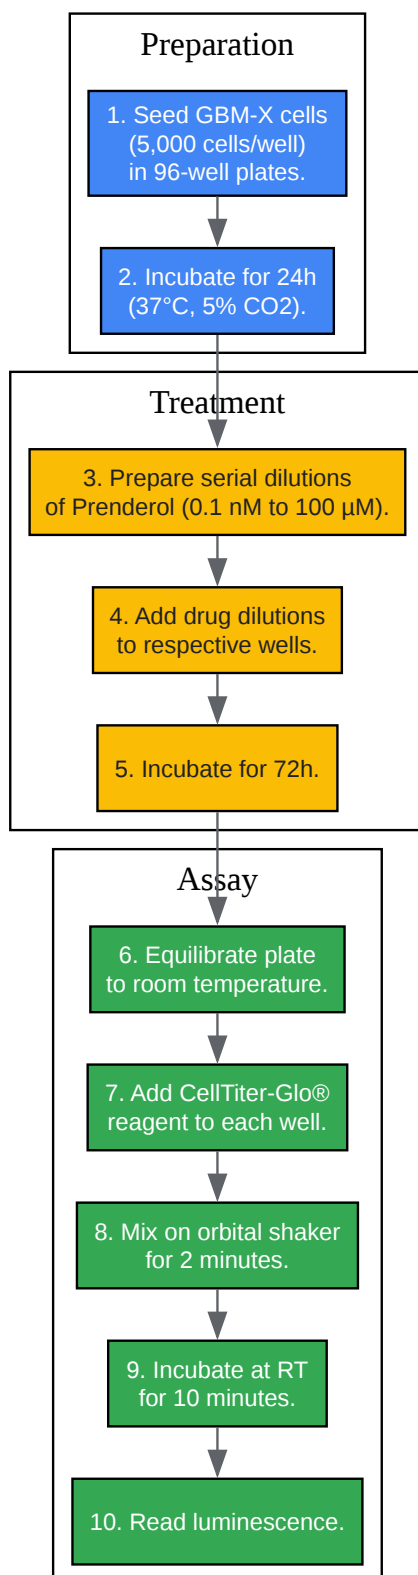 Preparation
1. Seed GBM-X cells
(5,000 cells/well)
in 96-well plates.
2. Incubate for 24h
(37°C, 5% CO2).
Treatment
3. Prepare serial dilutions
of Prenderol (0.1 nM to 100 µM).
4. Add drug dilutions
to respective wells.
5. Incubate for 72h.
Assay
6. Equilibrate plate
to room temperature.
7. Add CellTiter-Glo®
reagent to each well.
8. Mix on orbital shaker
for 2 minutes.
9. Incubate at RT
for 10 minutes.
10. Read luminescence.